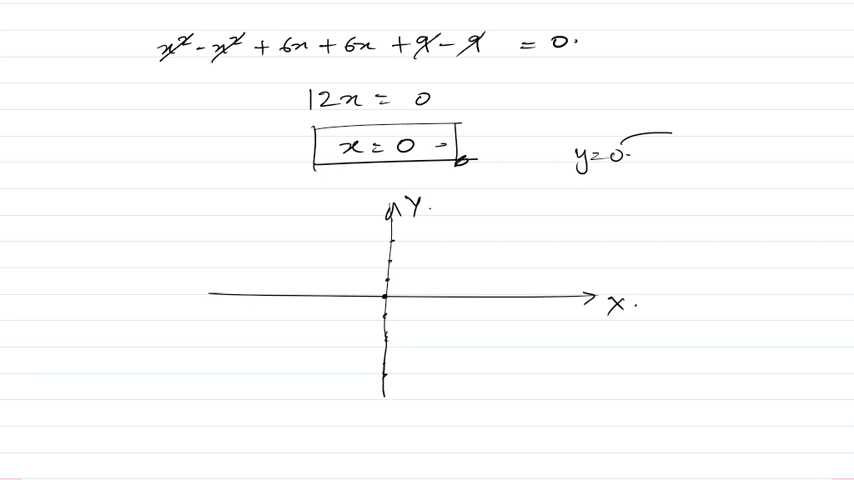 x² - x² + 6x + 6x + 9 - 9 = 0.
12x = 0
x = 0
y = 0.
Y.
X.